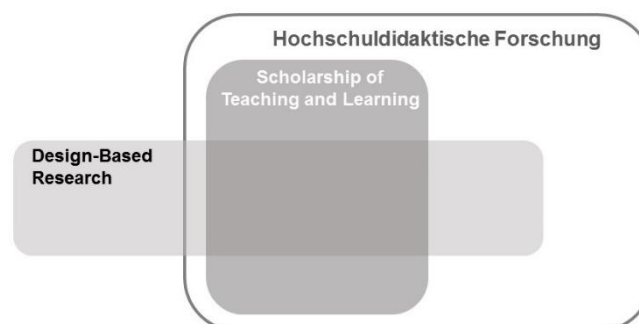 Hochschuldidaktische Forschung
Scholarship of
Teaching and Learning
Design-Based
Research